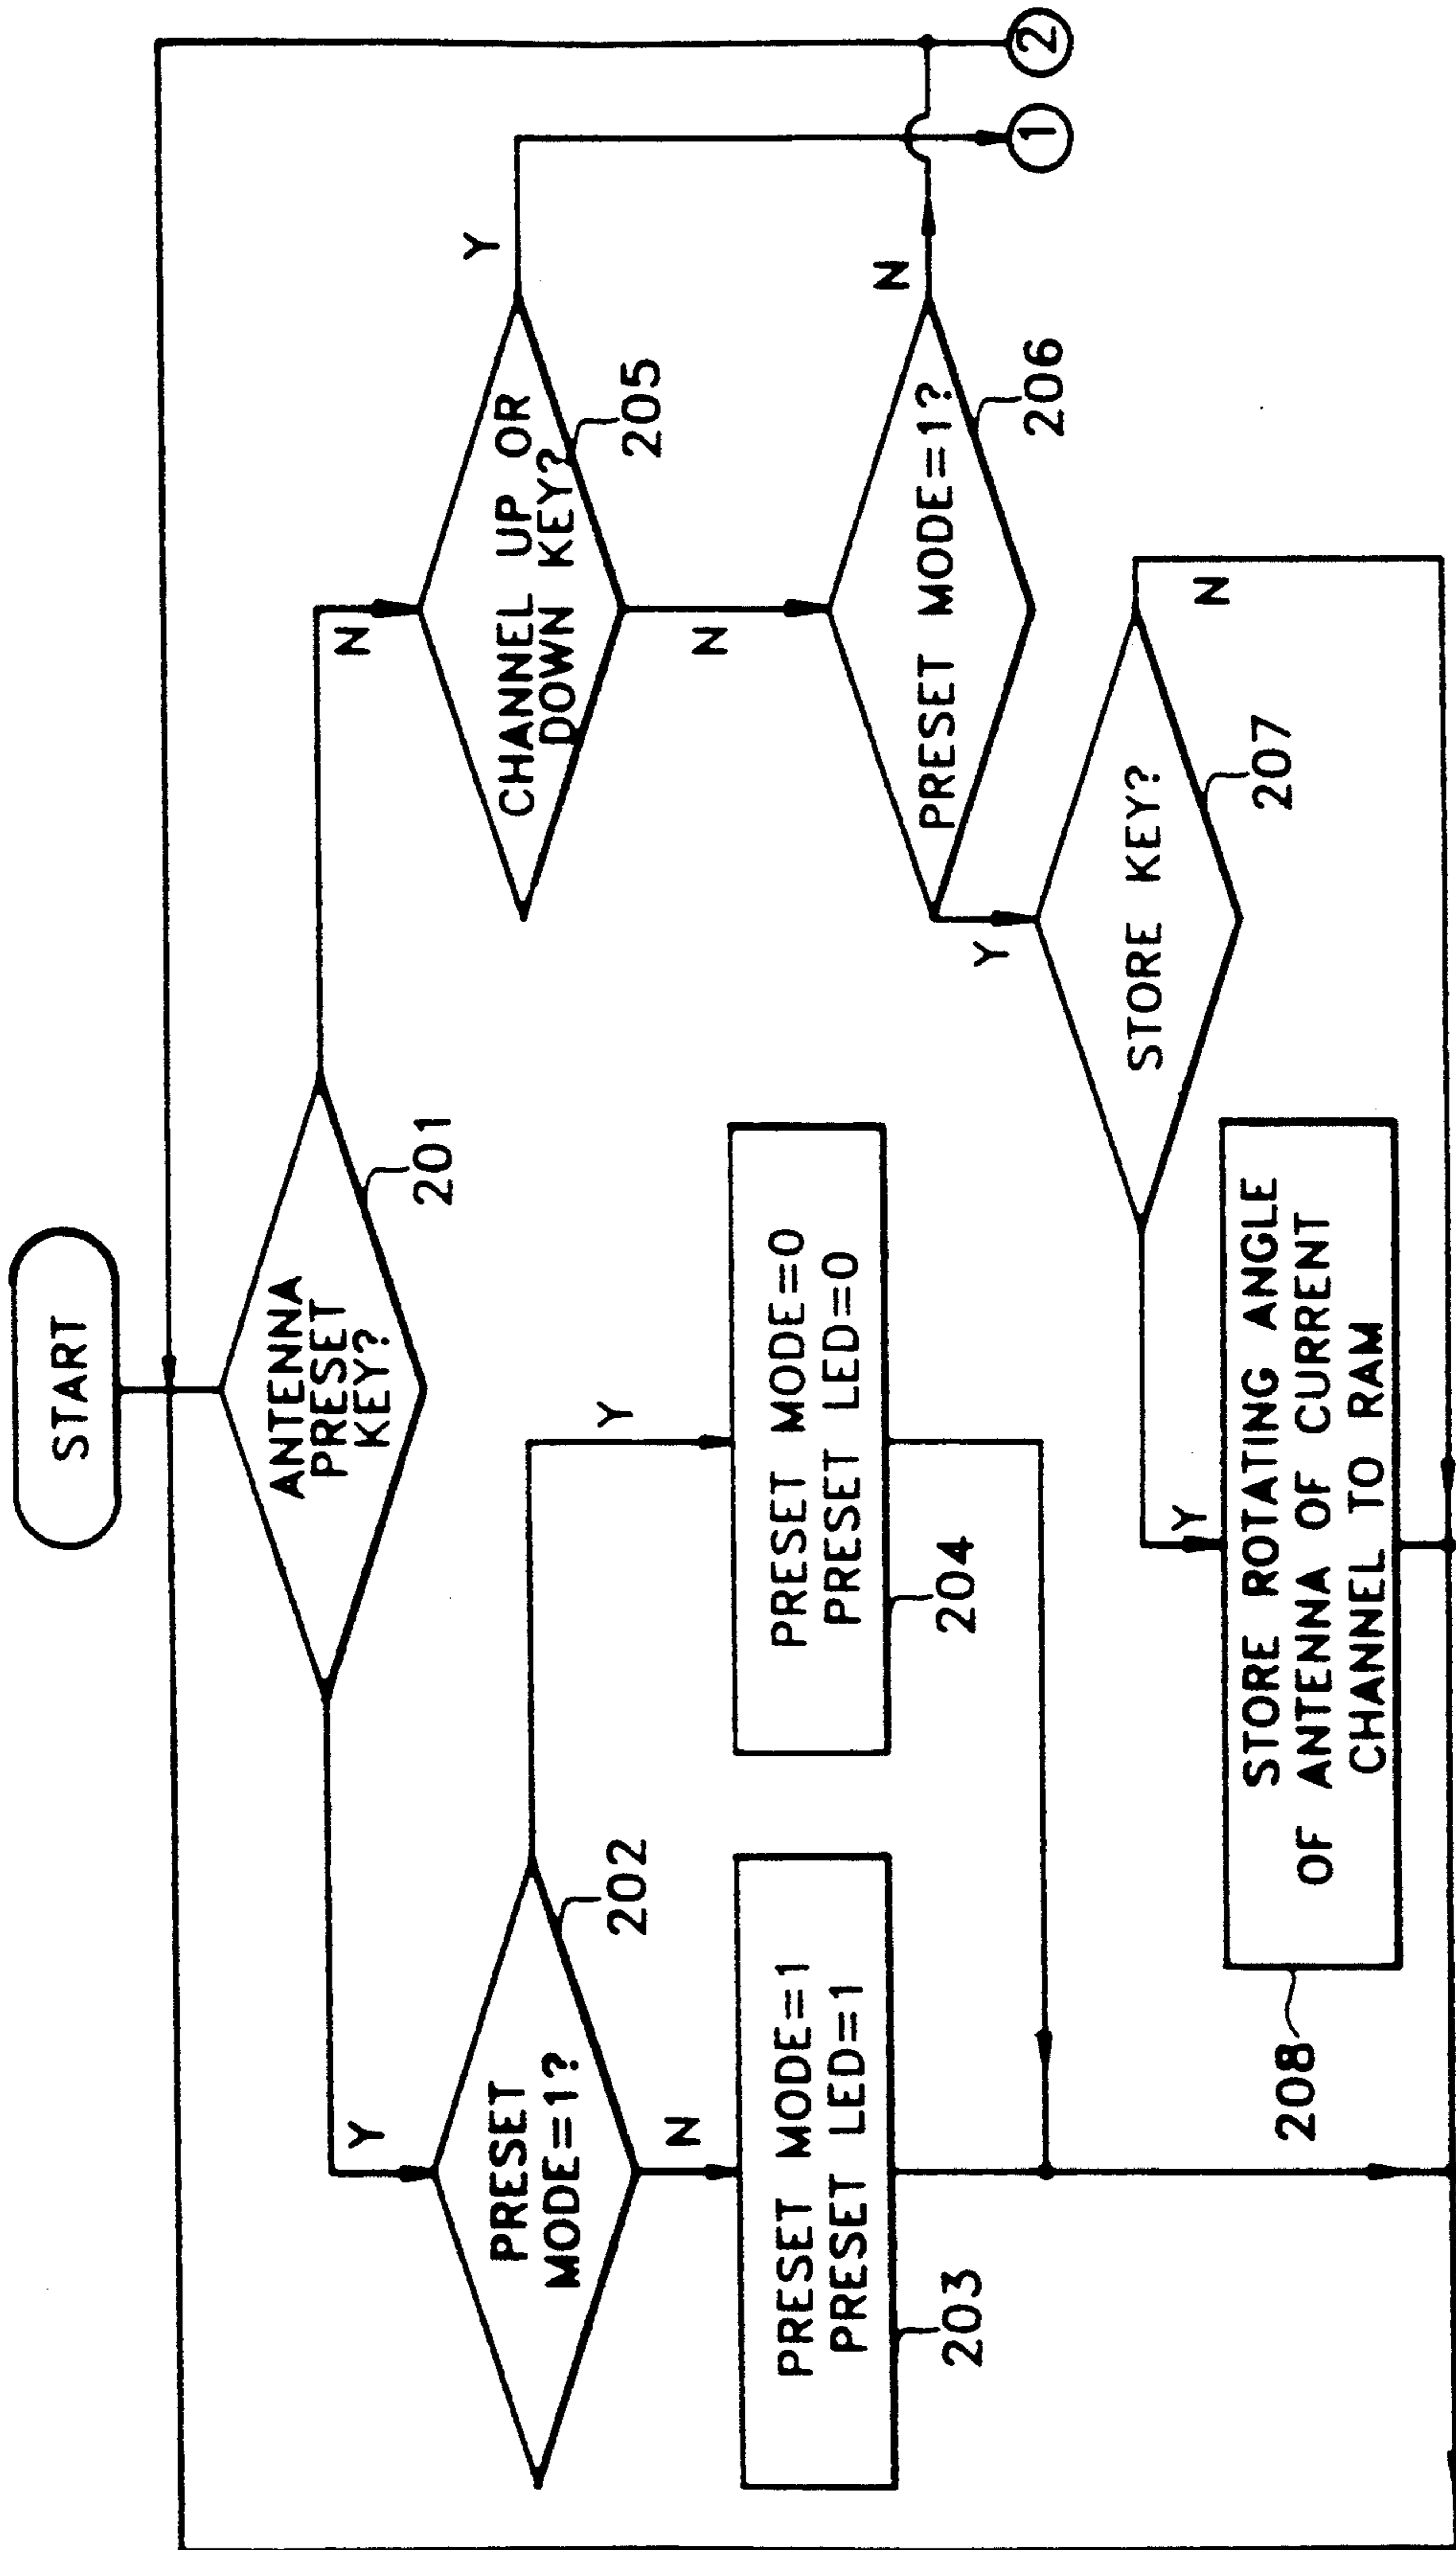 START
ANTENNA
PRESET
KEY?
201
Y
N
PRESET
MODE=1?
202
Y
N
CHANNEL UP OR
DOWN KEY?
205
Y
N
PRESET MODE=1
PRESET LED=1
203
PRESET MODE=0
PRESET LED=0
204
PRESET MODE=1?
206
N
Y
STORE KEY?
207
N
Y
STORE ROTATING ANGLE
OF ANTENNA OF CURRENT
CHANNEL TO RAM
208
1
2